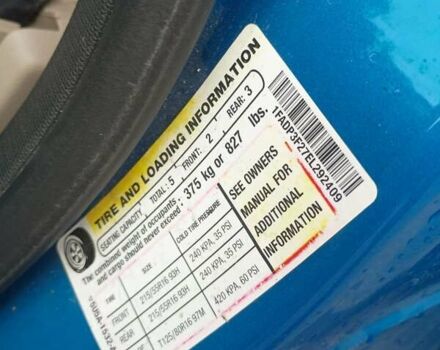 TIRE AND LOADING INFORMATION
SEATING CAPACITY TOTAL: 5 FRONT: 2 REAR: 3
The combined weight of occupants
and cargo should never exceed : 375 kg or 827 lbs.
TIRE SIZE COLD TIRE PRESSURE
FRONT 215/55R16 93H 240 KPA, 35 PSI
REAR 215/55R16 93H 240 KPA, 35 PSI
T125/80R16 97M 420 KPA, 60 PSI
SEE OWNERS
MANUAL FOR
ADDITIONAL
INFORMATION
1FADP3F27EL292409